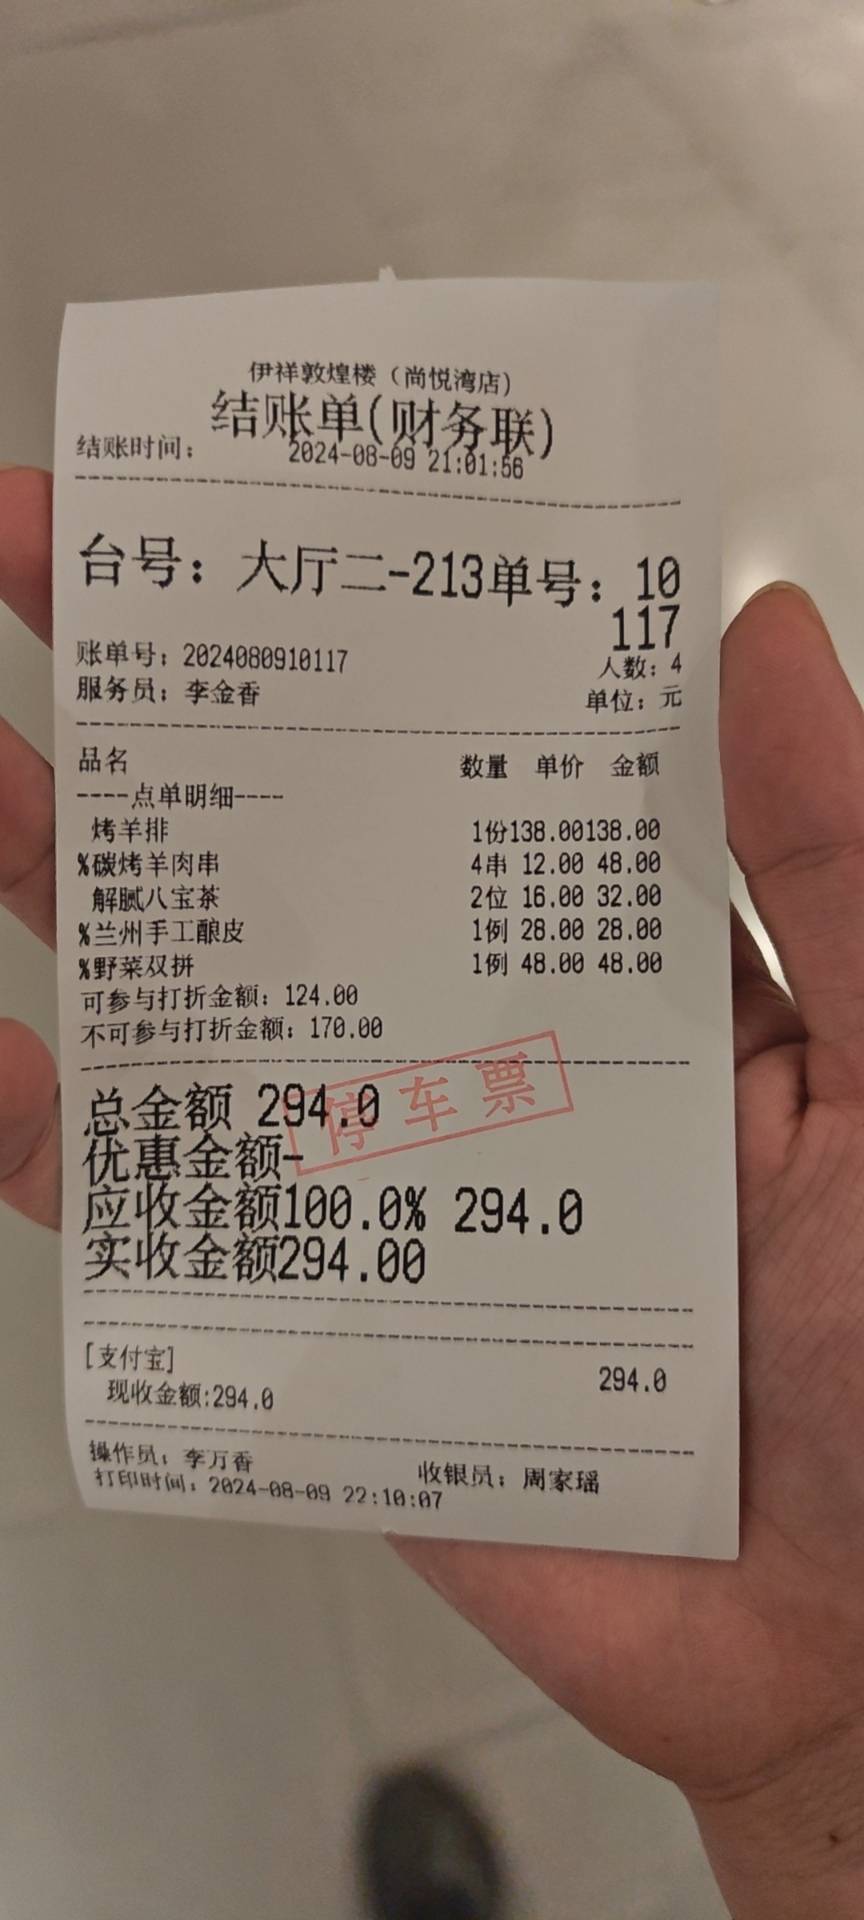 伊祥敦煌楼（尚悦湾店）
结账单(财务联)
结账时间： 2024-08-09 21:01:56
台号：大厅二-213单号：10
117
账单号：2024080910117 人数：4
服务员：李金香 单位：元
品名 数量 单价 金额
----点单明细----
烤羊排 1份138.00138.00
%碳烤羊肉串 4串 12.00 48.00
解腻八宝茶 2位 16.00 32.00
%兰州手工酿皮 1例 28.00 28.00
%野菜双拼 1例 48.00 48.00
可参与打折金额：124.00
不可参与打折金额：170.00
总金额 294.0
停车票
优惠金额-
应收金额100.0% 294.0
实收金额294.00
[支付宝] 294.0
现收金额:294.0
操作员：李万香 收银员：周家瑶
打印时间：2024-08-09 22:10:07